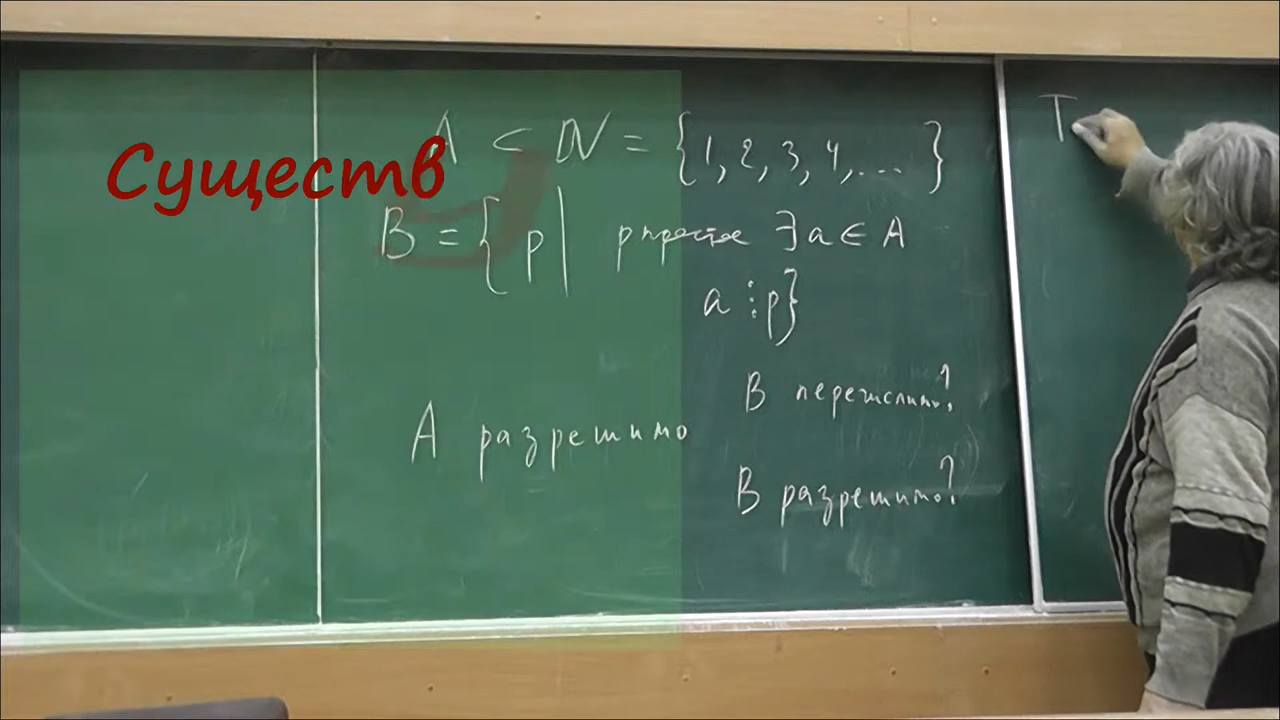 Существ
A ⊂ ℕ = {1, 2, 3, 4, ... }
B = { p | p простое ∃ a ∈ A
a ⋮ p}
B перечислимо?
A разрешимо
B разрешимо?
T